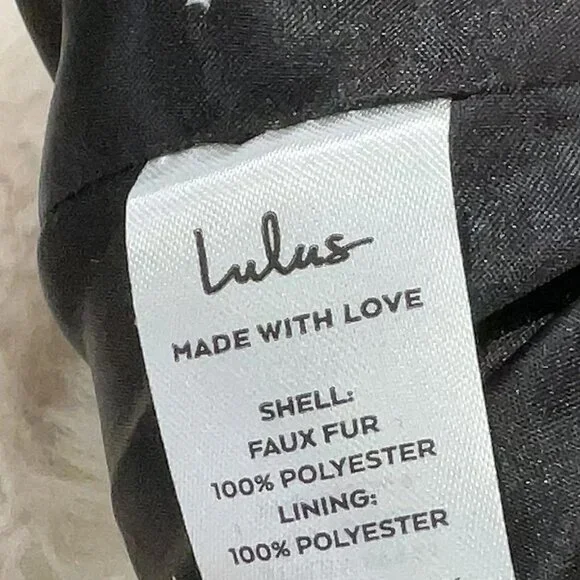 Lulus
MADE WITH LOVE
SHELL:
FAUX FUR
100% POLYESTER
LINING:
100% POLYESTER